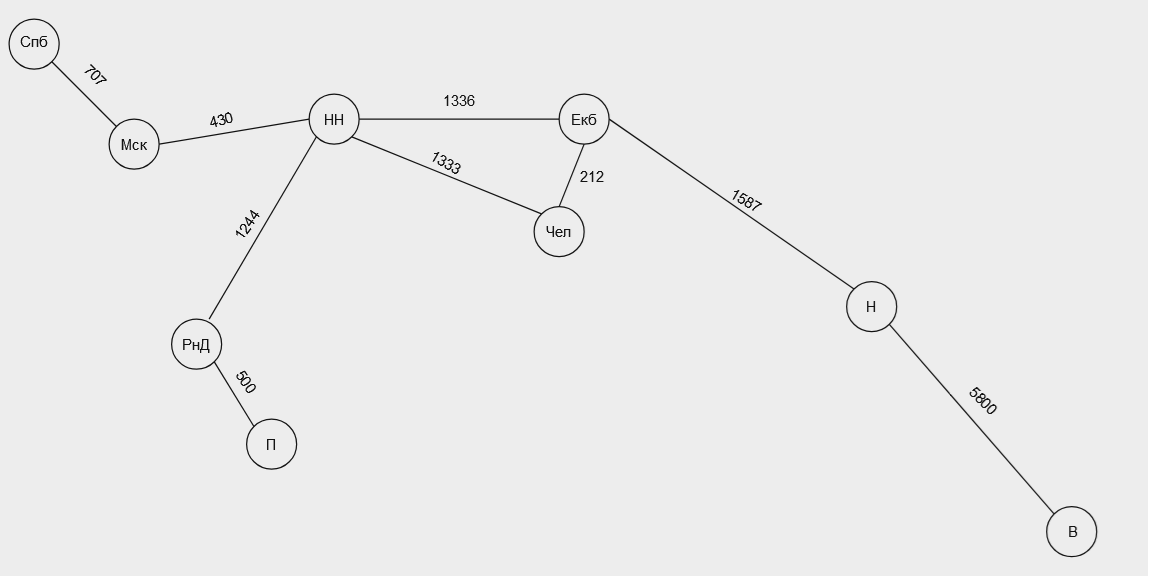 Спб
707
Мск
430
НН
1336
Екб
1333
212
Чел
1244
1587
Н
РнД
500
П
5800
В